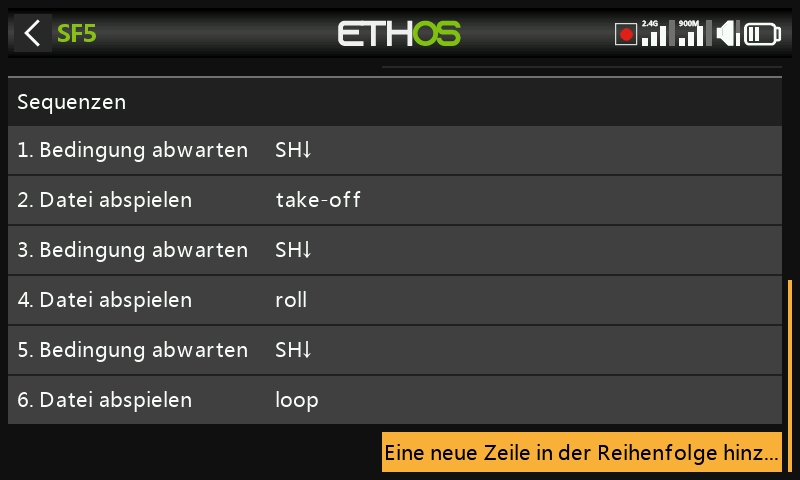 SF5
ETHOS
2.4G
900M
Sequenzen
1. Bedingung abwarten SH↓
2. Datei abspielen take-off
3. Bedingung abwarten SH↓
4. Datei abspielen roll
5. Bedingung abwarten SH↓
6. Datei abspielen loop
Eine neue Zeile in der Reihenfolge hinz...